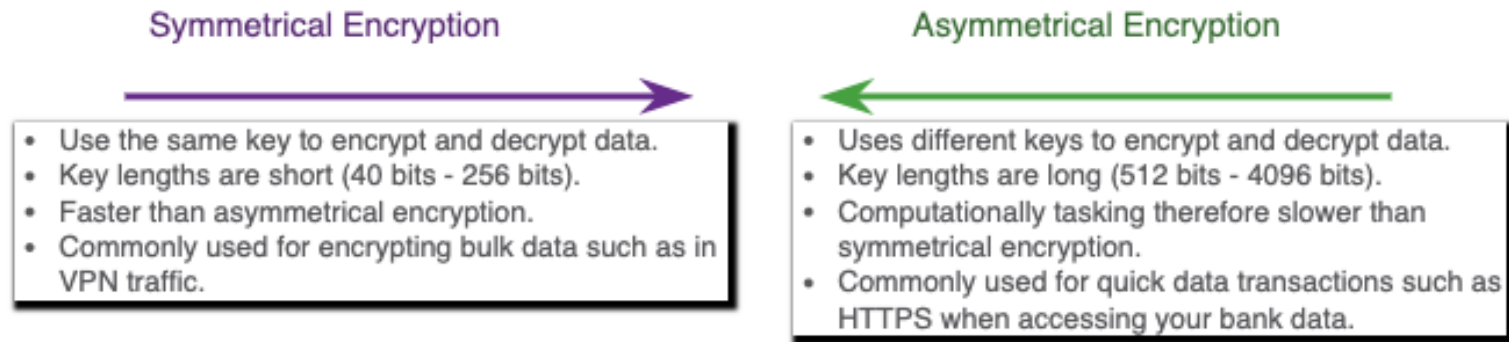 Symmetrical Encryption
• Use the same key to encrypt and decrypt data.
• Key lengths are short (40 bits - 256 bits).
• Faster than asymmetrical encryption.
• Commonly used for encrypting bulk data such as in
VPN traffic.
Asymmetrical Encryption
• Uses different keys to encrypt and decrypt data.
• Key lengths are long (512 bits - 4096 bits).
• Computationally tasking therefore slower than
symmetrical encryption.
• Commonly used for quick data transactions such as
HTTPS when accessing your bank data.